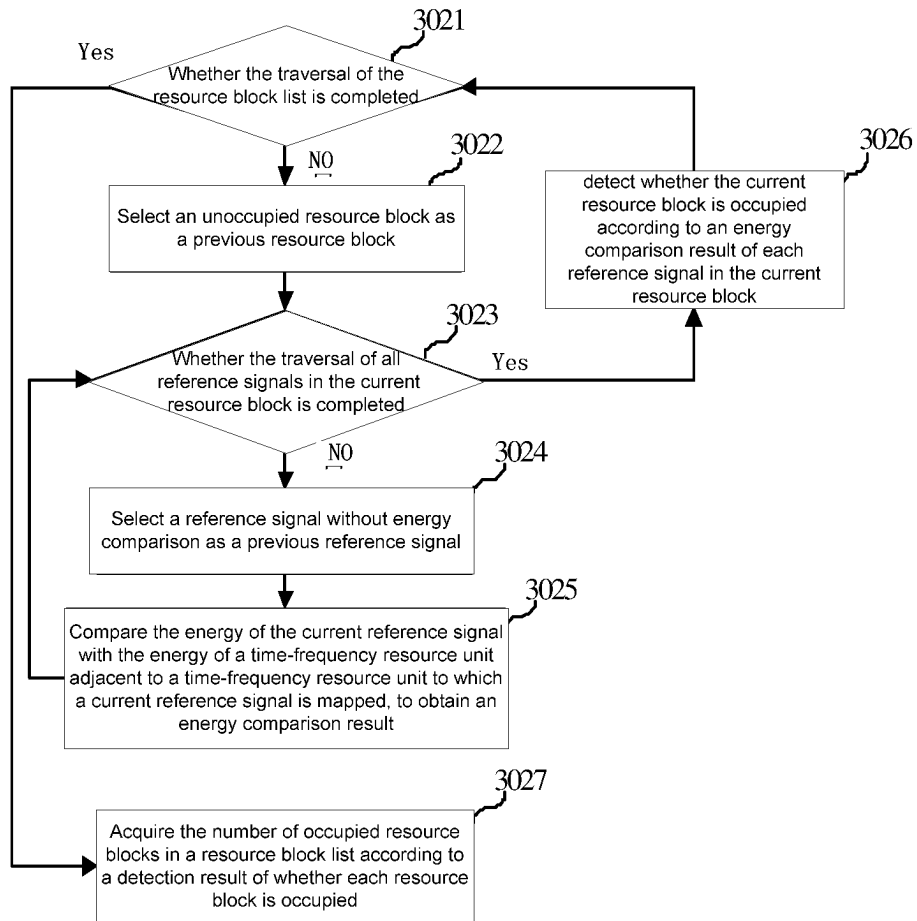 3021
Yes
Whether the traversal of the
resource block list is completed
NO
3022
Select an unoccupied resource block as
a previous resource block
3026
detect whether the current
resource block is occupied
according to an energy
comparison result of each
reference signal in the current
resource block
3023
Whether the traversal of all
reference signals in the current
resource block is completed
Yes
NO
3024
Select a reference signal without energy
comparison as a previous reference signal
3025
Compare the energy of the current reference signal
with the energy of a time-frequency resource unit
adjacent to a time-frequency resource unit to which
a current reference signal is mapped, to obtain an
energy comparison result
3027
Acquire the number of occupied resource
blocks in a resource block list according to
a detection result of whether each resource
block is occupied